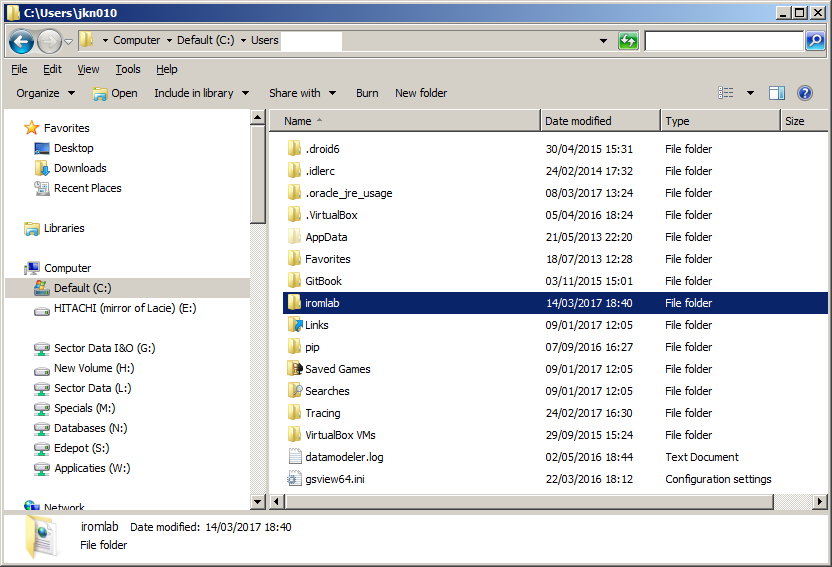 C:\Users\jkn010
Computer Default (C:) Users
File Edit View Tools Help
Organize Open Include in library Share with Burn New folder
Favorites
Desktop
Downloads
Recent Places
Libraries
Computer
Default (C:)
HITACHI (mirror of Lacie) (E:)
Sector Data I&O (G:)
New Volume (H:)
Sector Data (L:)
Specials (M:)
Databases (N:)
Edepot (S:)
Applicaties (W:)
Network
Name Date modified Type Size
.droid6 30/04/2015 15:31 File folder
.idlerc 24/02/2014 17:32 File folder
.oracle_jre_usage 08/03/2017 13:24 File folder
.VirtualBox 05/04/2016 18:24 File folder
AppData 21/05/2013 22:20 File folder
Favorites 18/07/2013 12:28 File folder
GitBook 03/11/2015 15:01 File folder
iromlab 14/03/2017 18:40 File folder
Links 09/01/2017 12:05 File folder
pip 07/09/2016 16:27 File folder
Saved Games 09/01/2017 12:05 File folder
Searches 09/01/2017 12:05 File folder
Tracing 24/02/2017 16:30 File folder
VirtualBox VMs 29/09/2015 15:24 File folder
datamodeler.log 02/05/2016 18:44 Text Document
gsview64.ini 22/03/2016 18:12 Configuration settings
iromlab Date modified: 14/03/2017 18:40
File folder